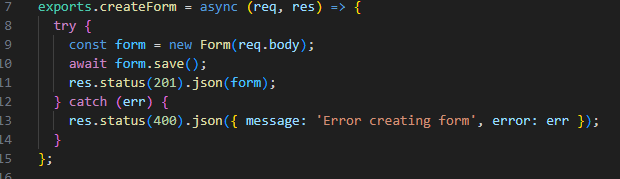 7 exports.createForm = async (req, res) => {
8   try {
9     const form = new Form(req.body);
10     await form.save();
11     res.status(201).json(form);
12   } catch (err) {
13     res.status(400).json({ message: 'Error creating form', error: err });
14   }
15 };
16